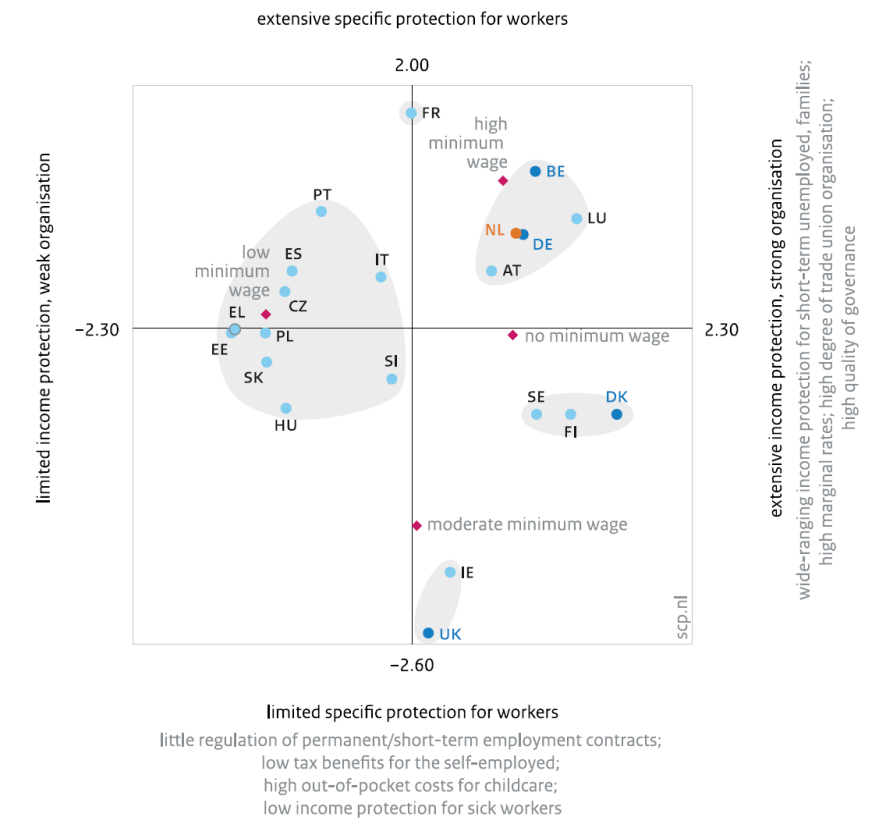 extensive specific protection for workers
2.00
FR
high
minimum
wage
BE
PT
LU
NL
DE
low
minimum
wage
ES
IT
AT
CZ
EL
−2.30
2.30
EE
PL
no minimum wage
SK
SI
HU
SE
DK
FI
moderate minimum wage
IE
UK
scp.nl
−2.60
limited income protection, weak organisation
extensive income protection, strong organisation
wide-ranging income protection for short-term unemployed, families;
high marginal rates; high degree of trade union organisation;
high quality of governance
limited specific protection for workers
little regulation of permanent/short-term employment contracts;
low tax benefits for the self-employed;
high out-of-pocket costs for childcare;
low income protection for sick workers